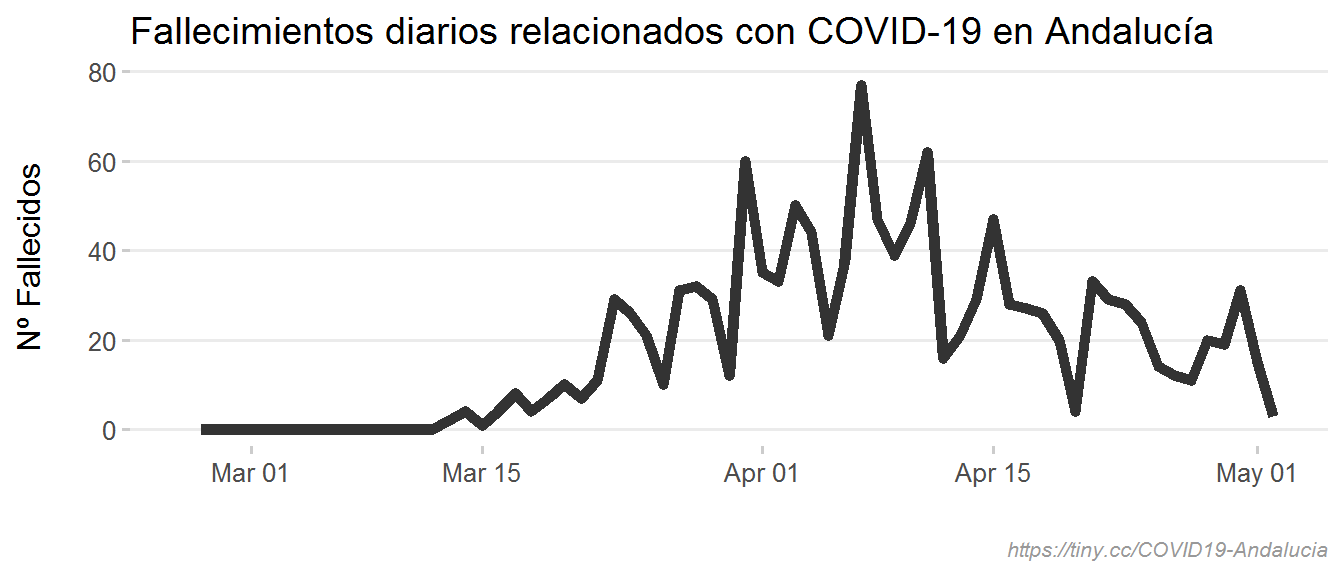 Fallecimientos diarios relacionados con COVID-19 en Andalucía
Nº Fallecidos
80
60
40
20
0
Mar 01 Mar 15 Apr 01 Apr 15 May 01
https://tiny.cc/COVID19-Andalucia